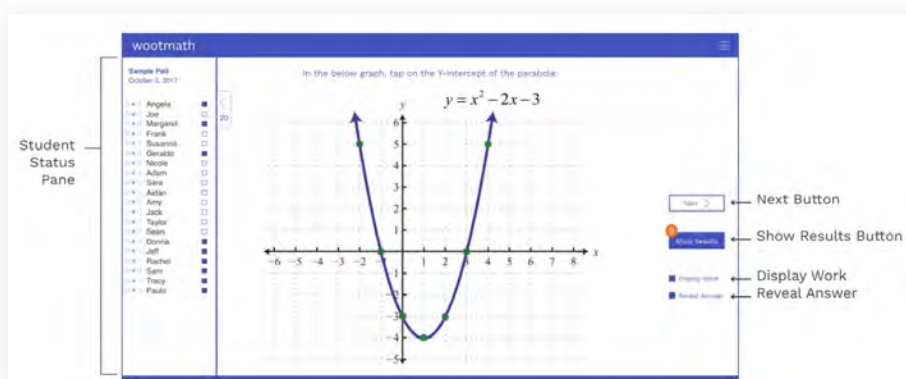 wootmath
Sample Poll
October 2, 2017
Angela
Joe
Margaret
Frank
Susanna
Geraldo
Nicole
Adam
Sara
Aidan
Amy
Jack
Taylor
Sean
Donna
Jeff
Rachel
Sam
Tracy
Paulo
20
Student
Status
Pane
In the below graph, tap on the Y-intercept of the parabola:
y = x² − 2x − 3
y
6
5
4
3
2
1
−6 −5 −4 −3 −2 −1 1 2 3 4 5 6 7 8 x
−1
−2
−3
−4
−5
Next
Next Button
9
Show Results
Show Results Button
Display Work
Display Work
Reveal Answer
Reveal Answer